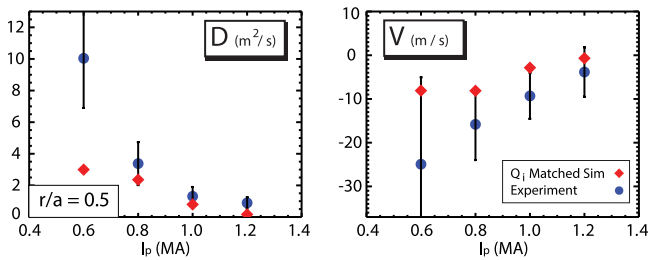 D (m²/s)
12
10
8
6
4
2
0
r/a = 0.5
0.4 0.6 0.8 1.0 1.2 1.4
Iₚ (MA)
V (m/s)
10
0
-10
-20
-30
Qᵢ Matched Sim
Experiment
0.4 0.6 0.8 1.0 1.2 1.4
Iₚ (MA)